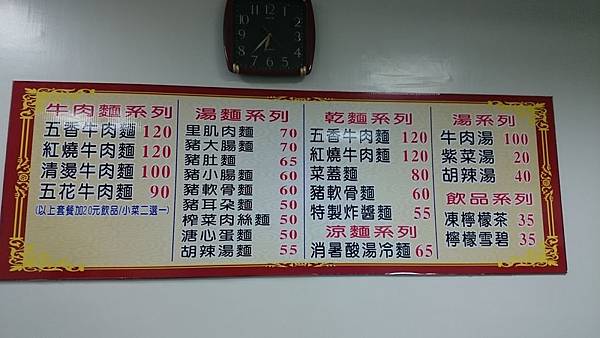 牛肉麵系列
五香牛肉麵 120
紅燒牛肉麵 120
清燙牛肉麵 100
五花牛肉麵 90
(以上套餐加20元飲品/小菜二選一)
湯麵系列
里肌肉麵 70
豬大腸麵 70
豬肚麵 65
豬小腸麵 60
豬軟骨麵 60
豬耳朶麵 50
榨菜肉絲麵 50
溏心蛋麵 50
胡辣湯麵 55
乾麵系列
五香牛肉麵 120
紅燒牛肉麵 120
菜蓋麵 80
豬軟骨麵 60
特製炸醬麵 55
涼麵系列
消暑酸湯冷麵 65
湯系列
牛肉湯 100
紫菜湯 20
胡辣湯 40
飲品系列
凍檸檬茶 35
檸檬雪碧 35